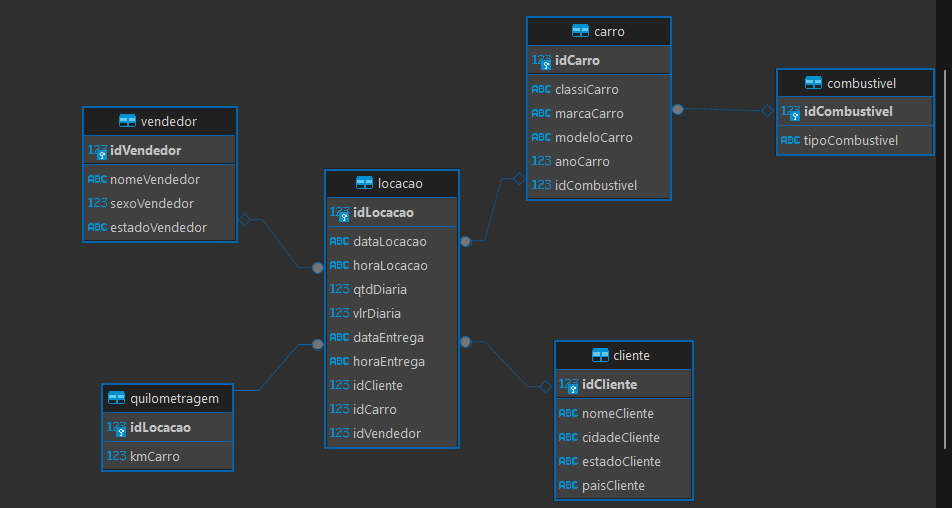 vendedor
123 idVendedor
ABC nomeVendedor
123 sexoVendedor
ABC estadoVendedor
locacao
123 idLocacao
ABC dataLocacao
ABC horaLocacao
123 qtdDiaria
123 vlrDiaria
ABC dataEntrega
ABC horaEntrega
123 idCliente
123 idCarro
123 idVendedor
quilometragem
123 idLocacao
123 kmCarro
carro
123 idCarro
ABC classiCarro
ABC marcaCarro
ABC modeloCarro
123 anoCarro
123 idCombustivel
combustivel
123 idCombustivel
ABC tipoCombustivel
cliente
123 idCliente
ABC nomeCliente
ABC cidadeCliente
ABC estadoCliente
ABC paisCliente